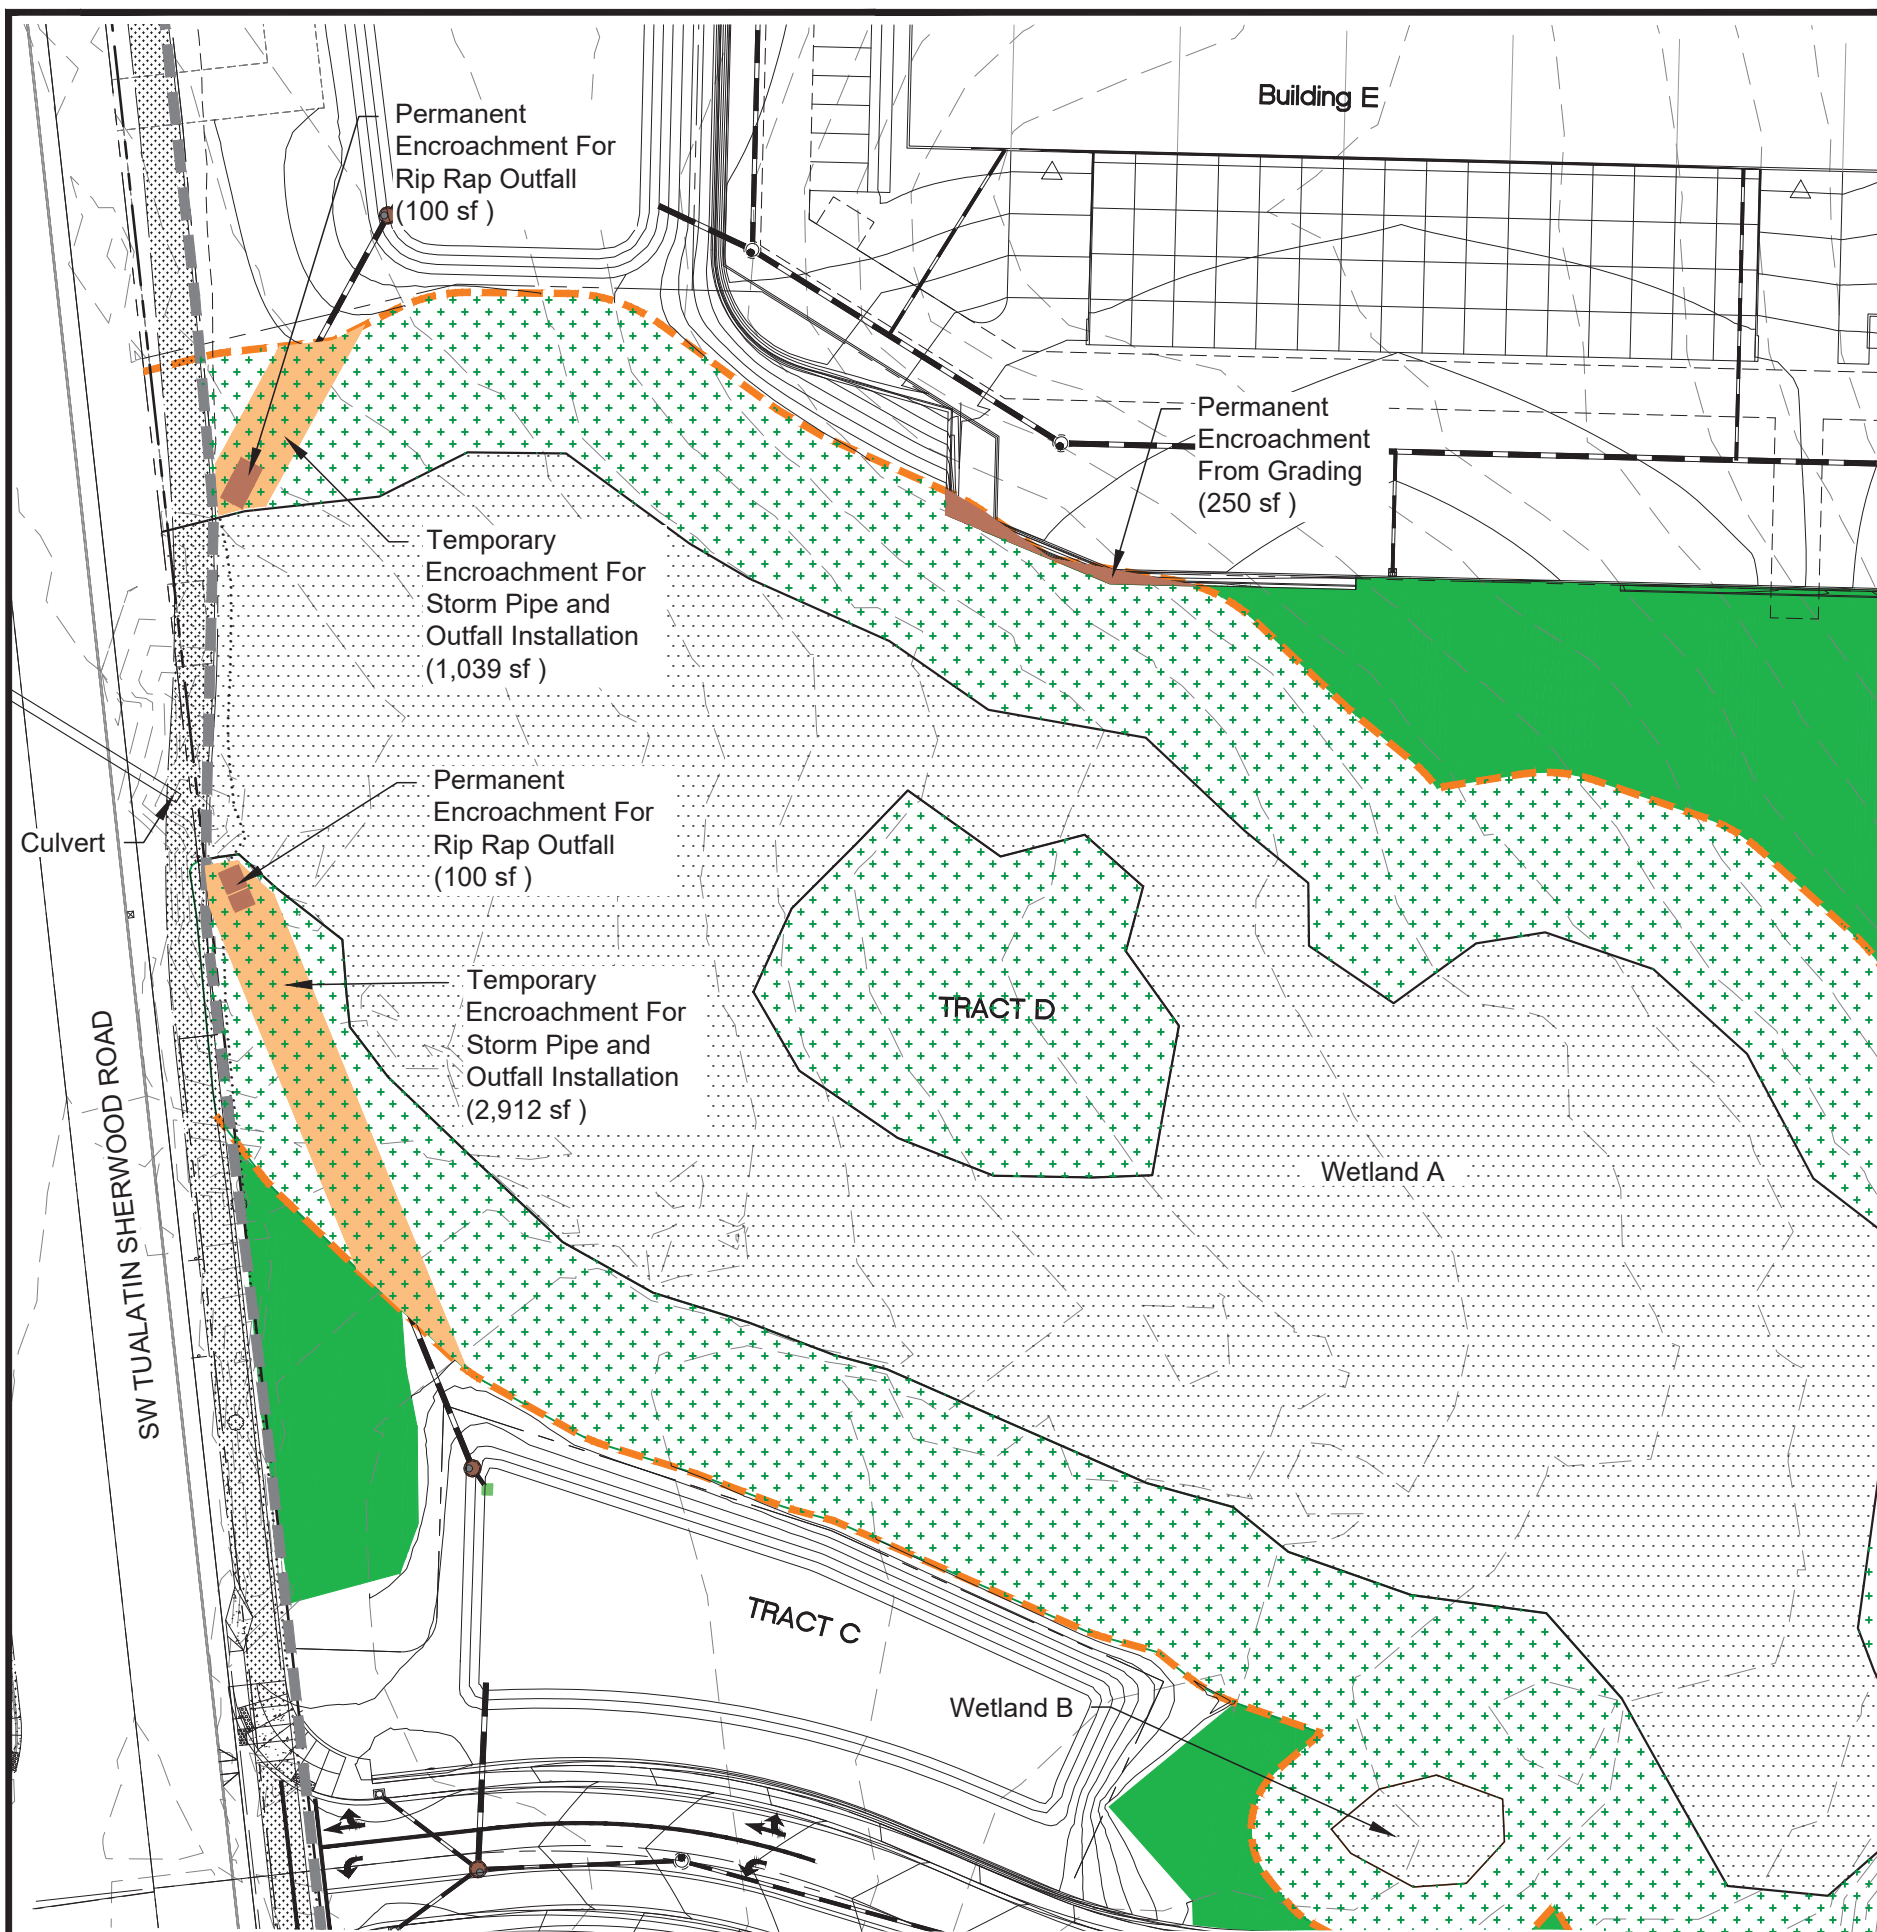 Building E
Permanent
Encroachment For
Rip Rap Outfall
(100 sf )
Permanent
Encroachment
From Grading
(250 sf )
Temporary
Encroachment For
Storm Pipe and
Outfall Installation
(1,039 sf )
Permanent
Encroachment For
Rip Rap Outfall
(100 sf )
Culvert
Temporary
Encroachment For
Storm Pipe and
Outfall Installation
(2,912 sf )
TRACT D
SW TUALATIN SHERWOOD ROAD
Wetland A
TRACT C
Wetland B